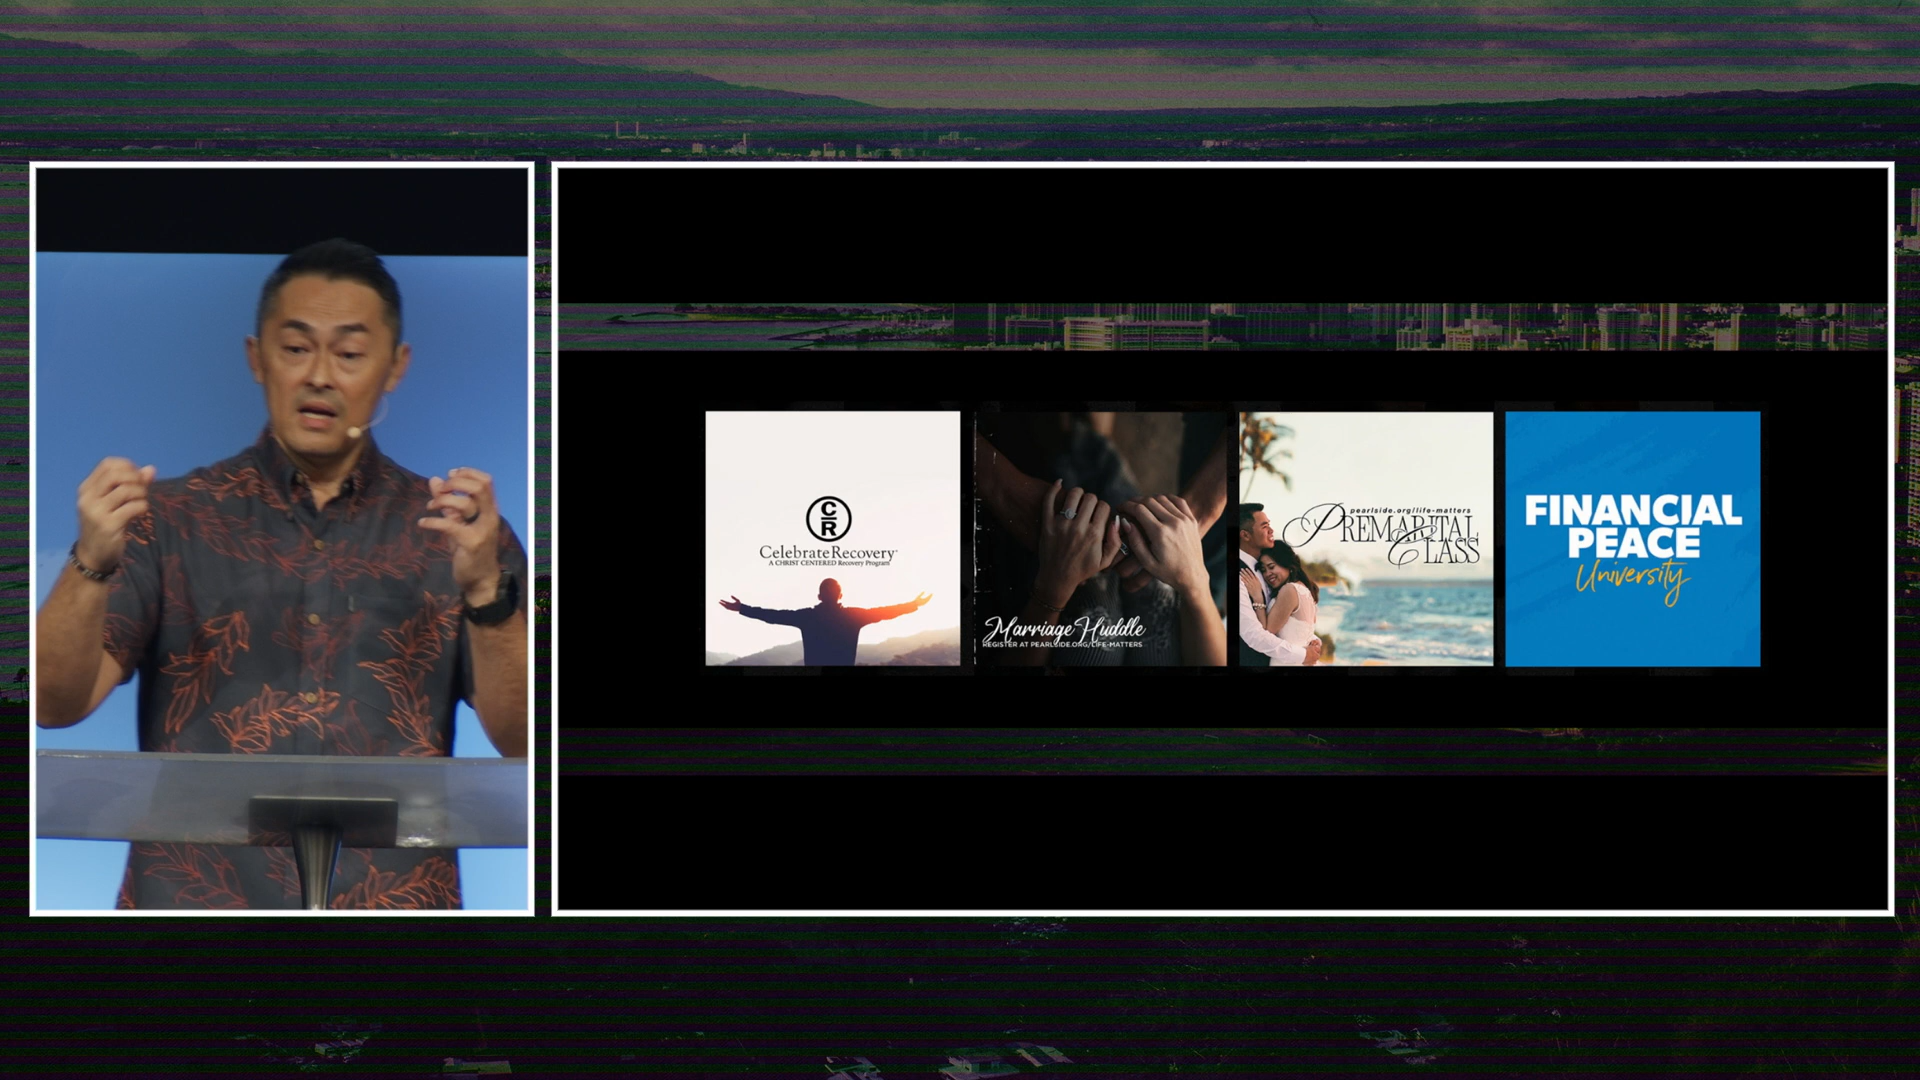 C
R
CelebrateRecovery
A CHRIST CENTERED Recovery Program
Marriage Huddle
REGISTER AT PEARLSIDE.ORG/LIFE-MATTERS
pearlside.org/life-matters
PREMARITAL
CLASS
FINANCIAL
PEACE
University